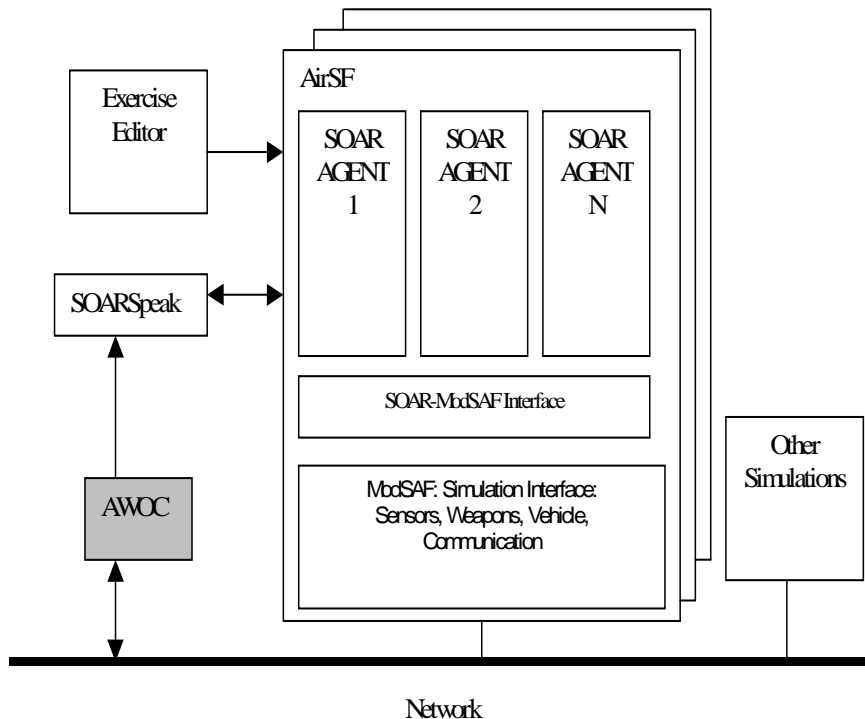 AirSF
Exercise
Editor
SOAR
AGENT
1
SOAR
AGENT
2
SOAR
AGENT
N
SOARSpeak
SOAR-ModSAF Interface
Other
Simulations
AWOC
ModSAF: Simulation Interface:
Sensors, Weapons, Vehicle,
Communication
Network